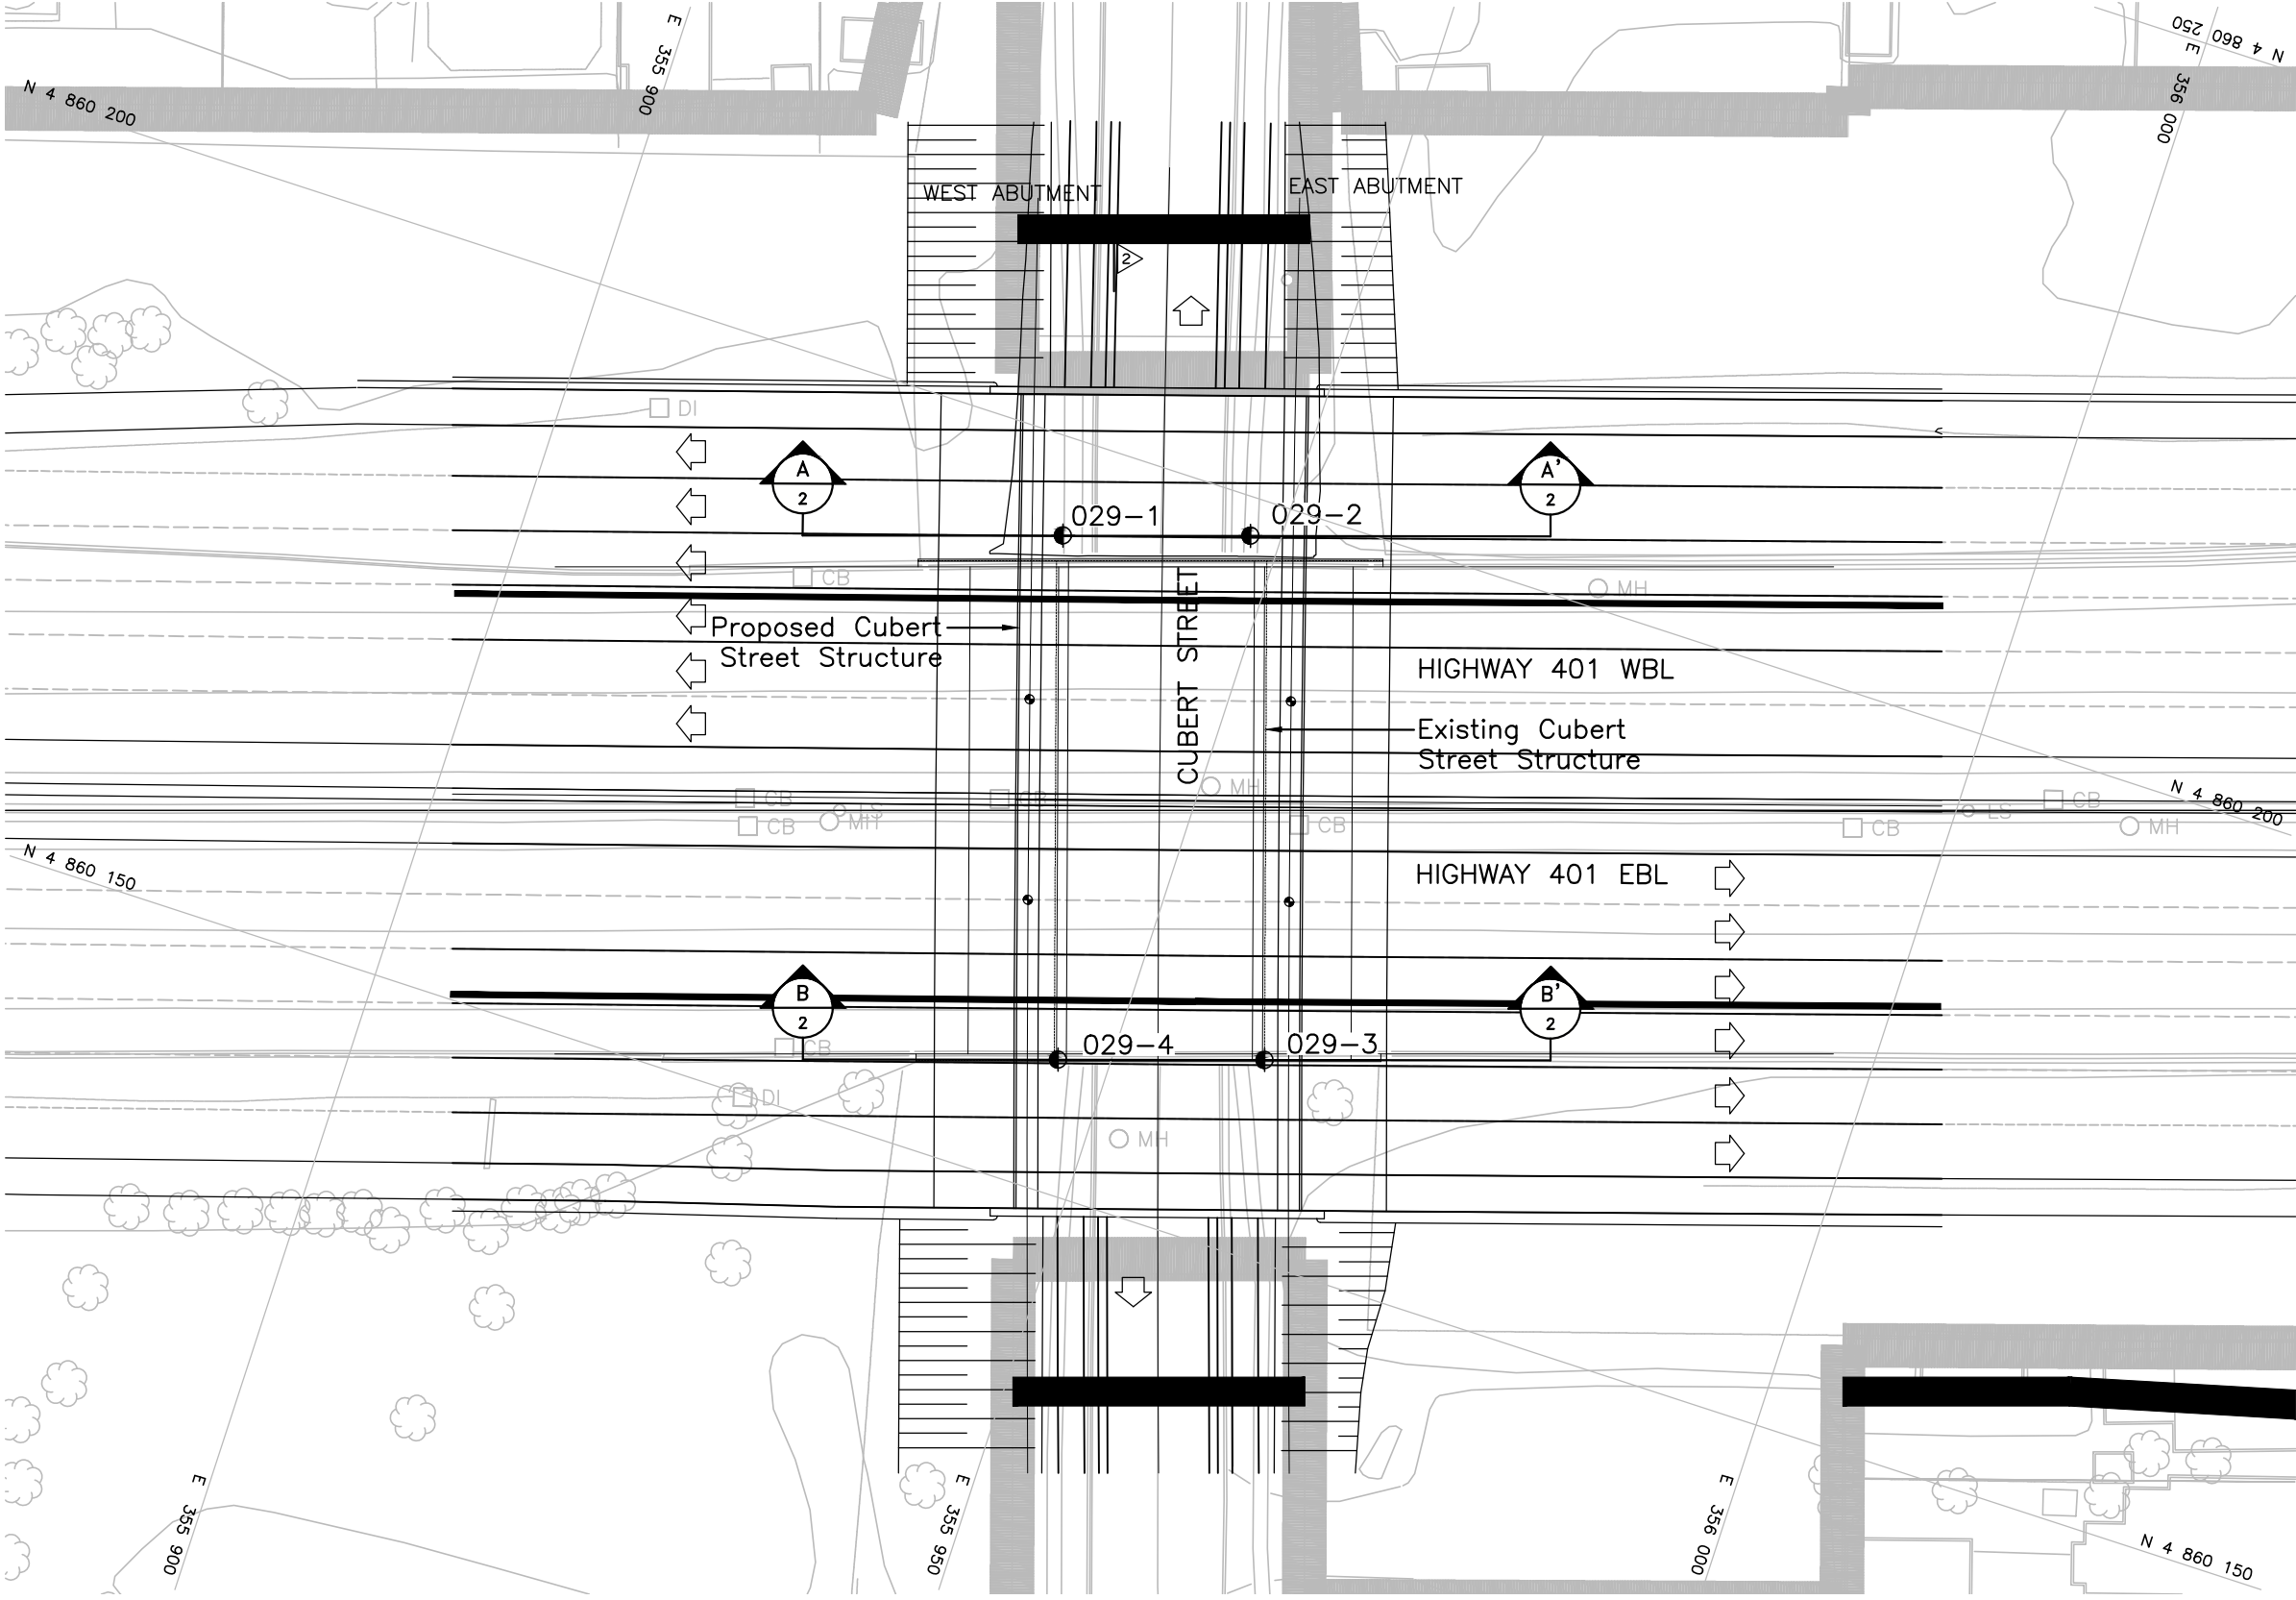 N 4 860 200
E 355 900
N 4 860 250
E 356 000
WEST ABUTMENT
EAST ABUTMENT
2
DI
A
2
A'
2
029-1
029-2
CB
MH
Proposed Cubert
Street Structure
CUBERT STREET
HIGHWAY 401 WBL
Existing Cubert
Street Structure
MH
CB
CB
LS
CB
MH
CB
N 4 860 200
CB
LS
CB
MH
N 4 860 150
HIGHWAY 401 EBL
B
2
B'
2
029-4
029-3
CB
DI
MH
E 355 900
E 355 950
E 356 000
N 4 860 150